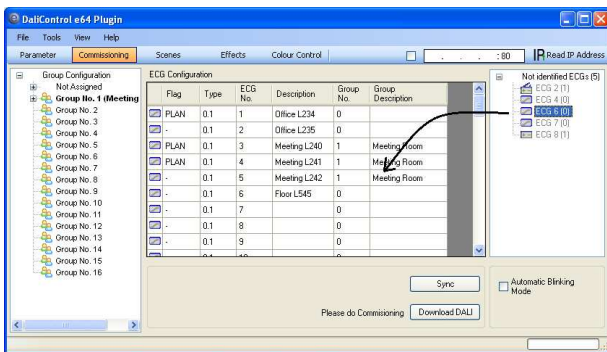 DaliControl e64 Plugin
File Tools View Help
Parameter Commissioning Scenes Effects Colour Control . . . :80 Read IP Address
Group Configuration
Not Assigned
Group No. 1 (Meeting
Group No. 2
Group No. 3
Group No. 4
Group No. 5
Group No. 6
Group No. 7
Group No. 8
Group No. 9
Group No. 10
Group No. 11
Group No. 12
Group No. 13
Group No. 14
Group No. 15
Group No. 16
ECG Configuration
Flag Type ECG No. Description Group No. Group Description
PLAN 0.1 1 Office L234 0
- 0.1 2 Office L235 0
PLAN 0.1 3 Meeting L240 1 Meeting Room
PLAN 0.1 4 Meeting L241 1 Meeting Room
- 0.1 5 Meeting L242 1 Meeting Room
- 0.1 6 Floor L545 0
- 0.1 7 0
- 0.1 8 0
- 0.1 9 0
Sync
Please do Commisioning Download DALI
Not identified ECGs (5)
ECG 2 (1)
ECG 4 (0)
ECG 6 (0)
ECG 7 (0)
ECG 8 (1)
Automatic Blinking
Mode